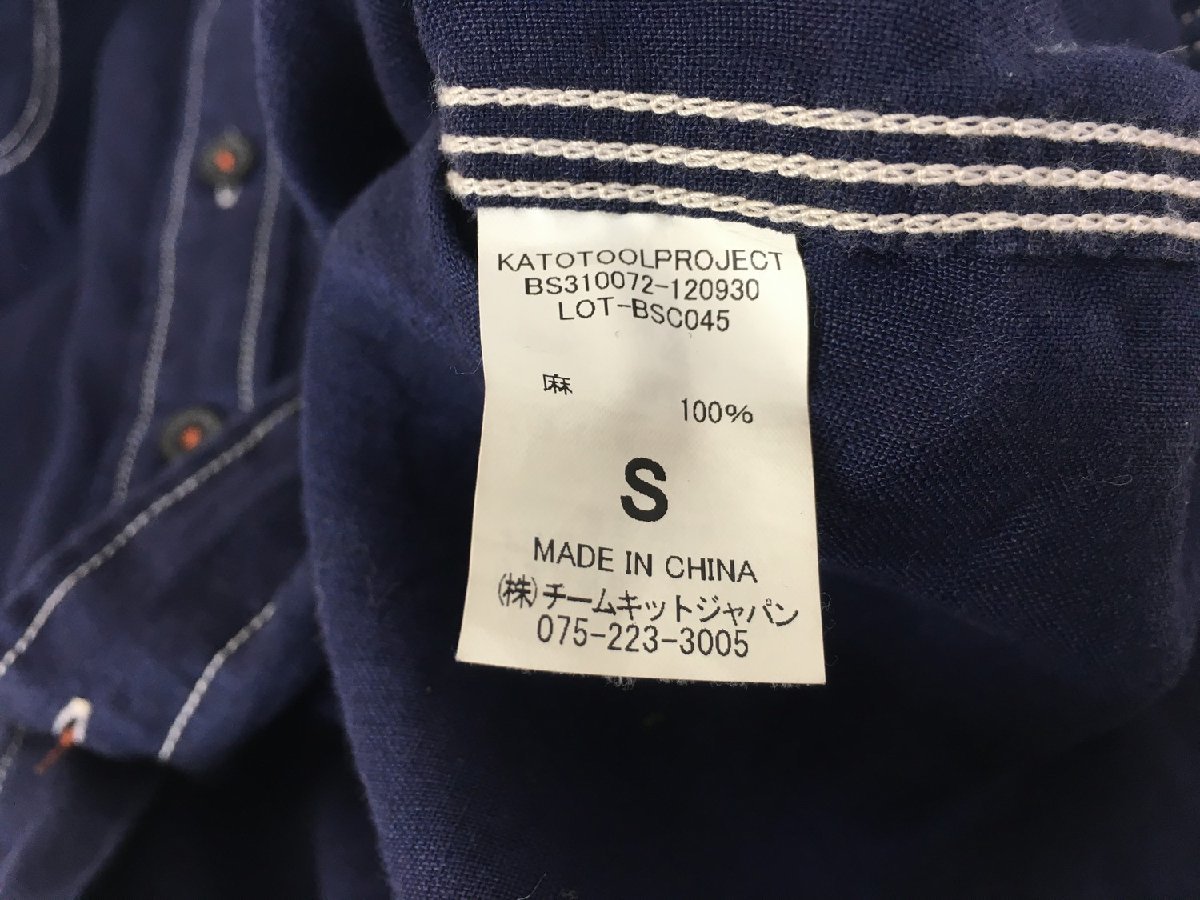 KATOTOOLPROJECT
BS310072-120930
LOT-BSC045
麻 100%
S
MADE IN CHINA
(株)チームキットジャパン
075-223-3005